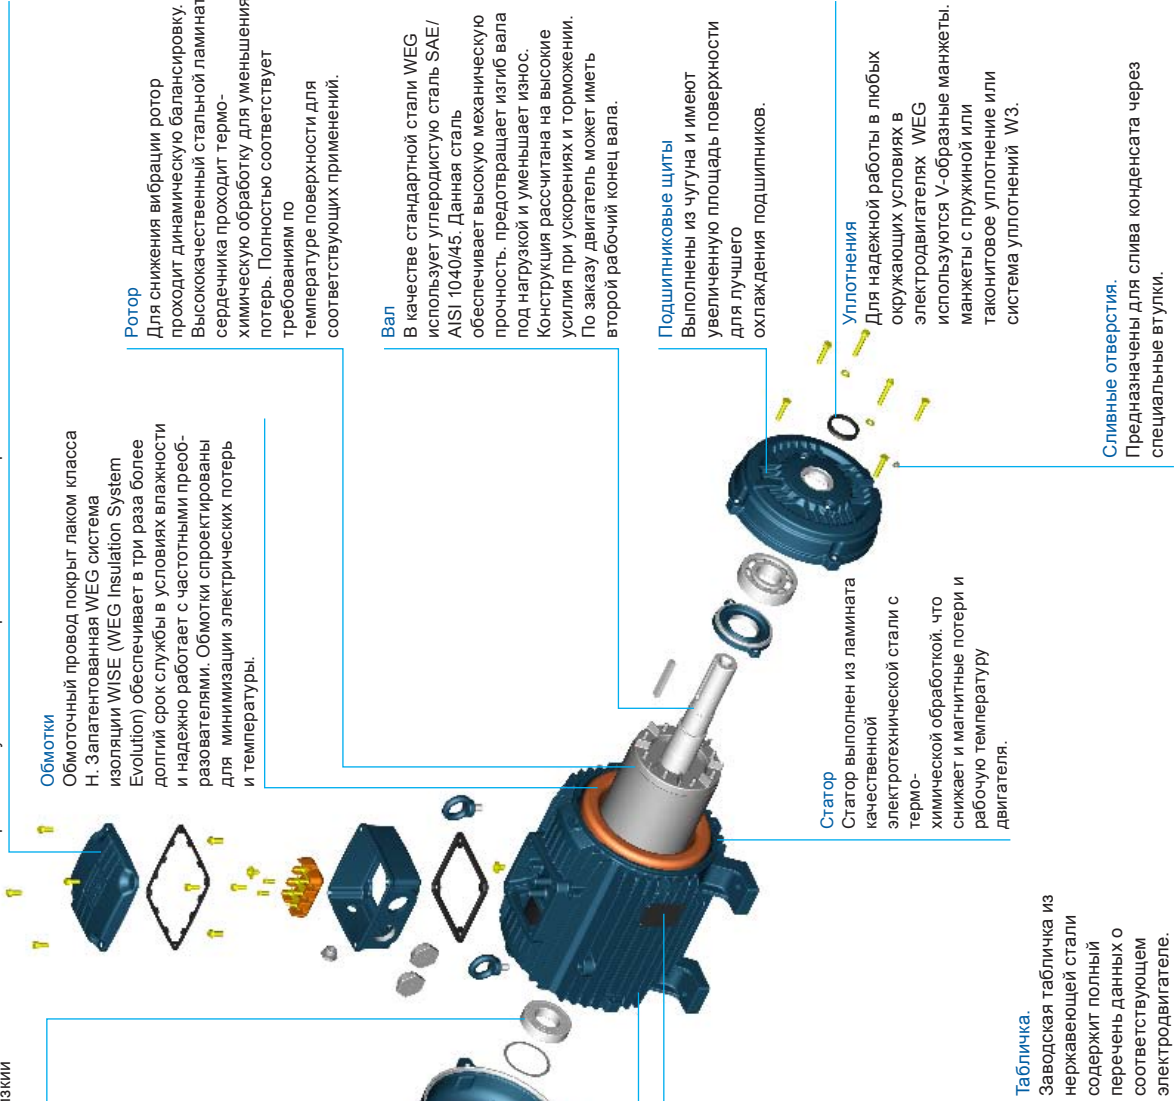 Обмотки
Обмоточный провод покрыт лаком класса
Н. Запатентованная WEG система
изоляции WISE (WEG Insulation System
Evolution) обеспечивает в три раза более
долгий срок службы в условиях влажности
и надежно работает с частотными преоб-
разователями. Обмотки спроектированы
для минимизации электрических потерь
и температуры.
Ротор
Для снижения вибрации ротор
проходит динамическую балансировку.
Высококачественный стальной ламинат
сердечника проходит термо-
химическую обработку для уменьшения
потерь. Полностью соответствует
требованиям по
температуре поверхности для
соответствующих применений.
Вал
В качестве стандартной стали WEG
использует углеродистую сталь SAE/
AISI 1040/45. Данная сталь
обеспечивает высокую механическую
прочность. предотвращает изгиб вала
под нагрузкой и уменьшает износ.
Конструкция рассчитана на высокие
усилия при ускорениях и торможении.
По заказу двигатель может иметь
второй рабочий конец вала.
Подшипниковые щиты
Выполнены из чугуна и имеют
увеличенную площадь поверхности
для лучшего
охлаждения подшипников.
Уплотнения
Для надежной работы в любых
окружающих условиях в
электродвигателях WEG
используются V-образные манжеты.
манжеты с пружиной или
таконитовое уплотнение или
система уплотнений W3.
Сливные отверстия.
Предназначены для слива конденсата через
специальные втулки.
Статор
Статор выполнен из ламината
качественной
электротехнической стали с
термо-
химической обработкой. что
снижает и магнитные потери и
рабочую температуру
двигателя.
Табличка.
Заводская табличка из
нержавеющей стали
содержит полный
перечень данных о
соответствующем
электродвигателе.